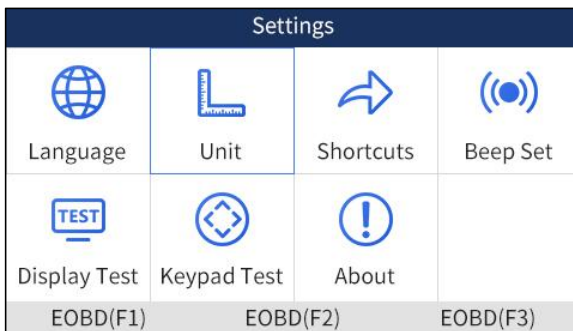 Settings
Language Unit Shortcuts Beep Set
TEST
Display Test Keypad Test About
EOBD(F1) EOBD(F2) EOBD(F3)